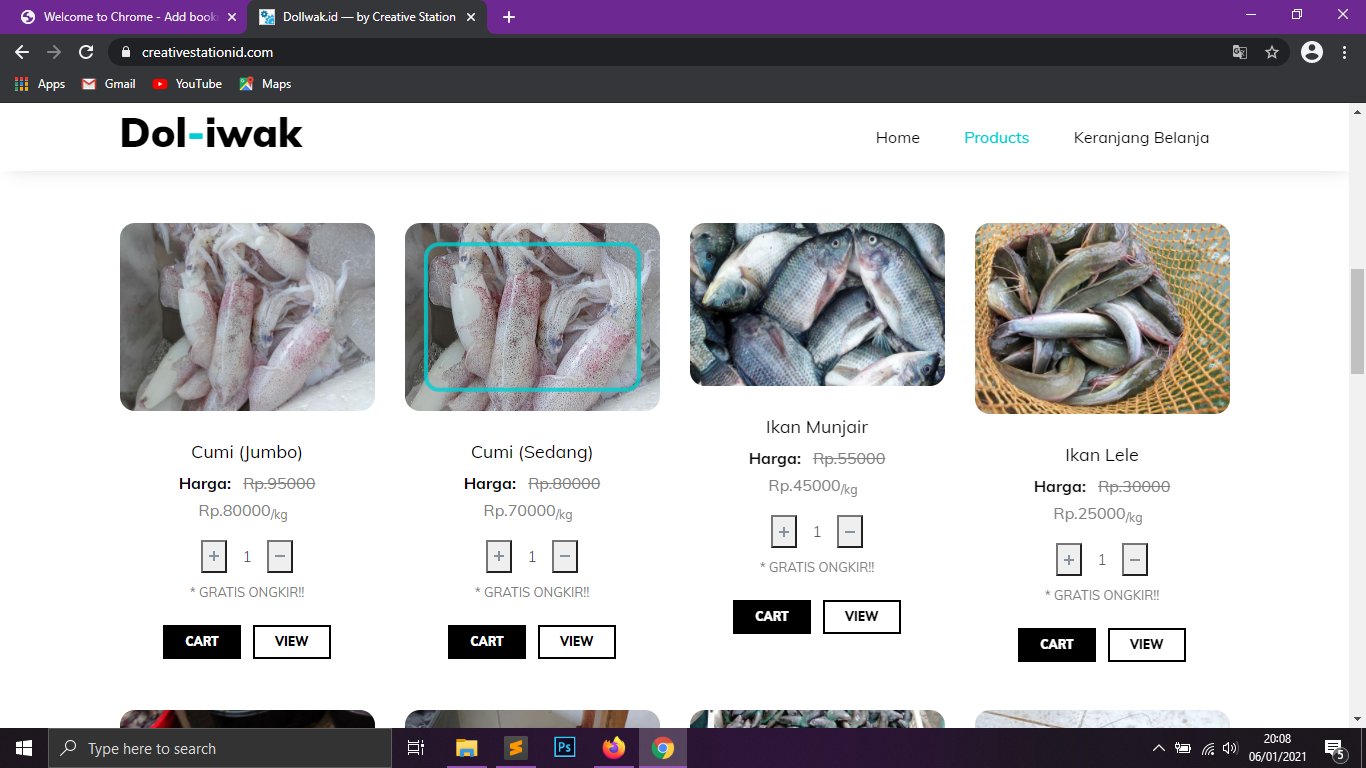 Welcome to Chrome - Add book
Dollwak.id — by Creative Station
creativestationid.com
Apps
Gmail
YouTube
Maps
Dol-iwak
Home
Products
Keranjang Belanja
Cumi (Jumbo)
Harga: Rp.95000
Rp.80000/kg
+ 1 −
* GRATIS ONGKIR!!
CART VIEW
Cumi (Sedang)
Harga: Rp.80000
Rp.70000/kg
+ 1 −
* GRATIS ONGKIR!!
CART VIEW
Ikan Munjair
Harga: Rp.55000
Rp.45000/kg
+ 1 −
* GRATIS ONGKIR!!
CART VIEW
Ikan Lele
Harga: Rp.30000
Rp.25000/kg
+ 1 −
* GRATIS ONGKIR!!
CART VIEW
Type here to search
Ps
20:08
06/01/2021
5